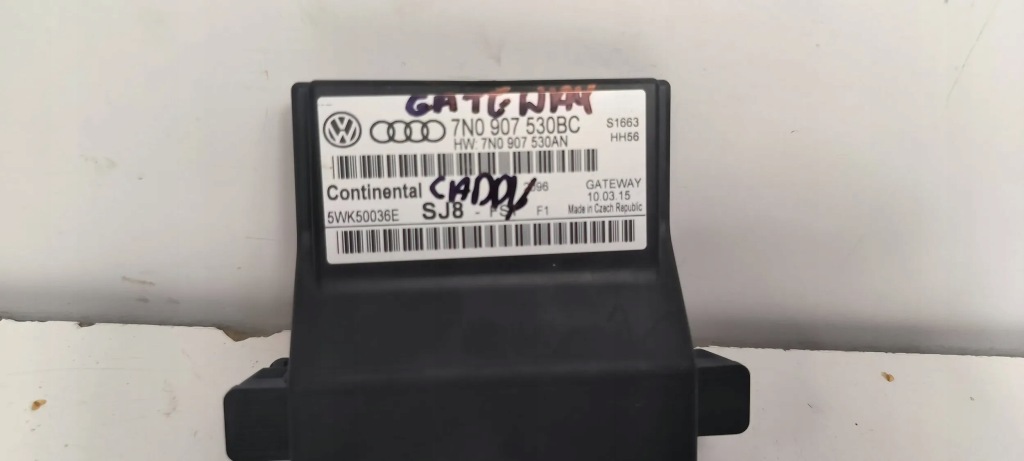 GATEWAY
7N0 907 530BC
S1663
HW: 7N0 907 530AN
HH56
Continental
CADDY
GATEWAY
10.03.15
5WK50036E
SJ8
F1
Made in Czech Republic